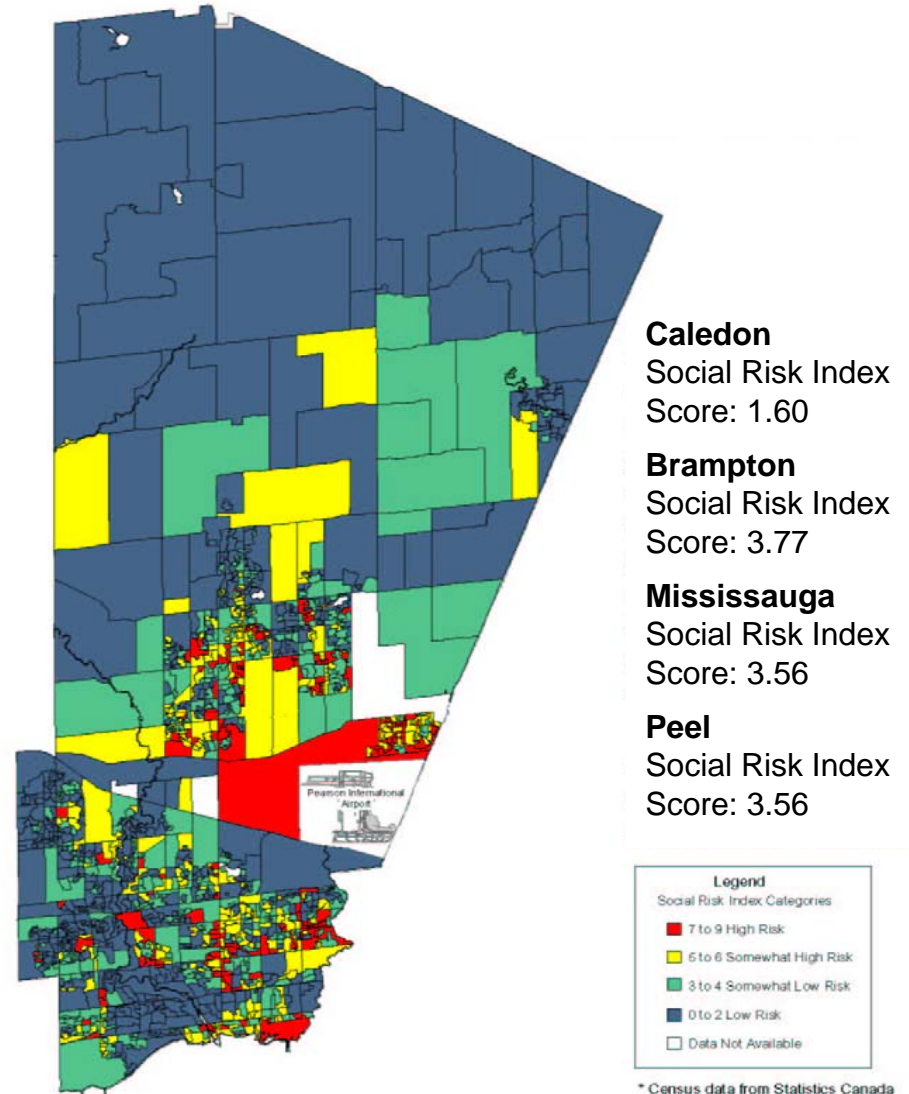 Caledon
Social Risk Index
Score: 1.60
Brampton
Social Risk Index
Score: 3.77
Mississauga
Social Risk Index
Score: 3.56
Peel
Social Risk Index
Score: 3.56
Pearson International
Airport
Legend
Social Risk Index Categories
7 to 9 High Risk
5 to 6 Somewhat High Risk
3 to 4 Somewhat Low Risk
0 to 2 Low Risk
Data Not Available
* Census data from Statistics Canada